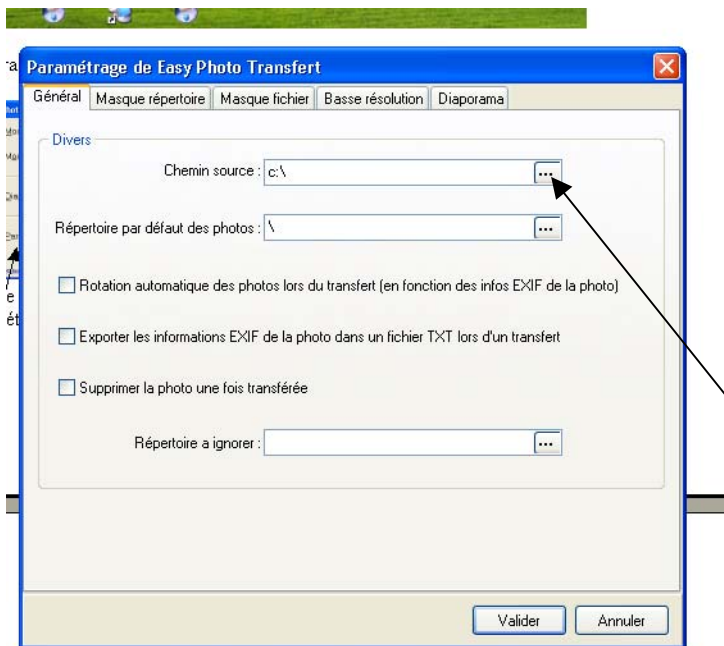 ra
Paramétrage de Easy Photo Transfert
Général Masque répertoire Masque fichier Basse résolution Diaporama
Divers
Chemin source : c:\ ...
Répertoire par défaut des photos : \ ...
Rotation automatique des photos lors du transfert (en fonction des infos EXIF de la photo)
e
ét
Exporter les informations EXIF de la photo dans un fichier TXT lors d'un transfert
Supprimer la photo une fois transférée
Répertoire a ignorer : ...
Valider Annuler